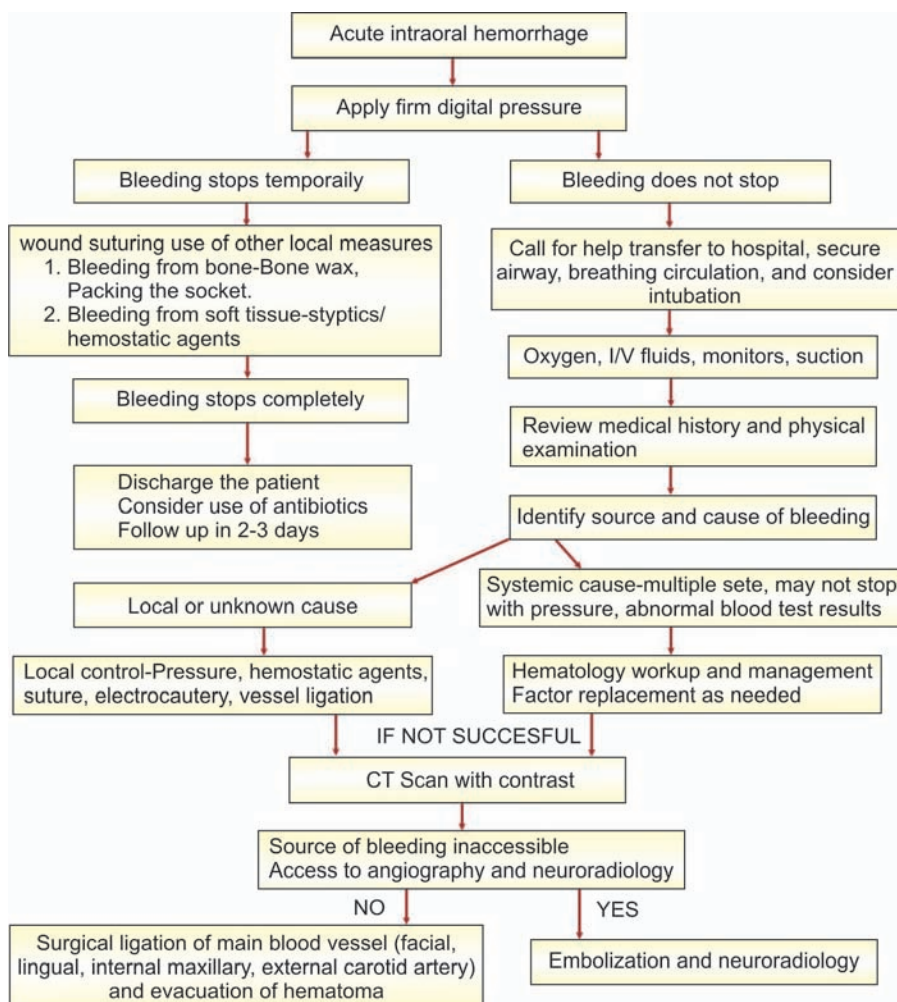 Acute intraoral hemorrhage
Apply firm digital pressure
Bleeding stops temporaily
Bleeding does not stop
wound suturing use of other local measures
1. Bleeding from bone-Bone wax,
Packing the socket.
2. Bleeding from soft tissue-styptics/
hemostatic agents
Call for help transfer to hospital, secure
airway, breathing circulation, and consider
intubation
Oxygen, I/V fluids, monitors, suction
Bleeding stops completely
Review medical history and physical
examination
Discharge the patient
Consider use of antibiotics
Follow up in 2-3 days
Identify source and cause of bleeding
Local or unknown cause
Systemic cause-multiple sete, may not stop
with pressure, abnormal blood test results
Local control-Pressure, hemostatic agents,
suture, electrocautery, vessel ligation
Hematology workup and management
Factor replacement as needed
IF NOT SUCCESFUL
CT Scan with contrast
Source of bleeding inaccessible
Access to angiography and neuroradiology
NO
YES
Surgical ligation of main blood vessel (facial,
lingual, internal maxillary, external carotid artery)
and evacuation of hematoma
Embolization and neuroradiology